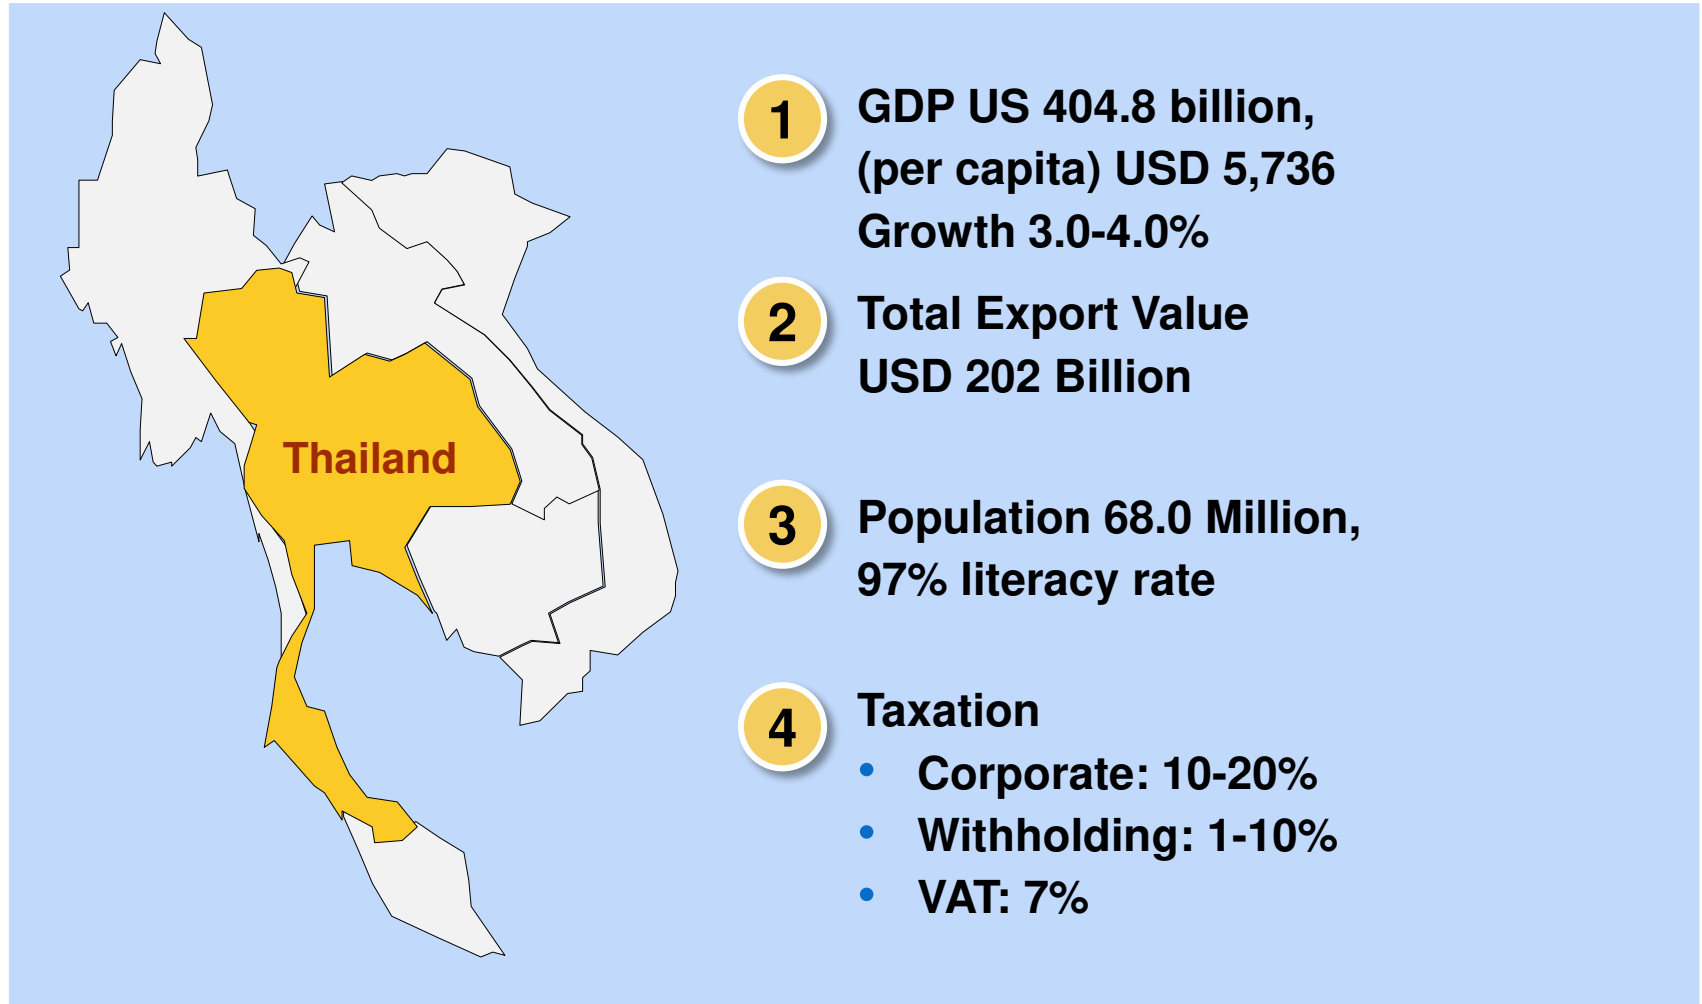 Thailand
1
GDP US 404.8 billion,
(per capita) USD 5,736
Growth 3.0-4.0%
2
Total Export Value
USD 202 Billion
3
Population 68.0 Million,
97% literacy rate
4
Taxation
• Corporate: 10-20%
• Withholding: 1-10%
• VAT: 7%